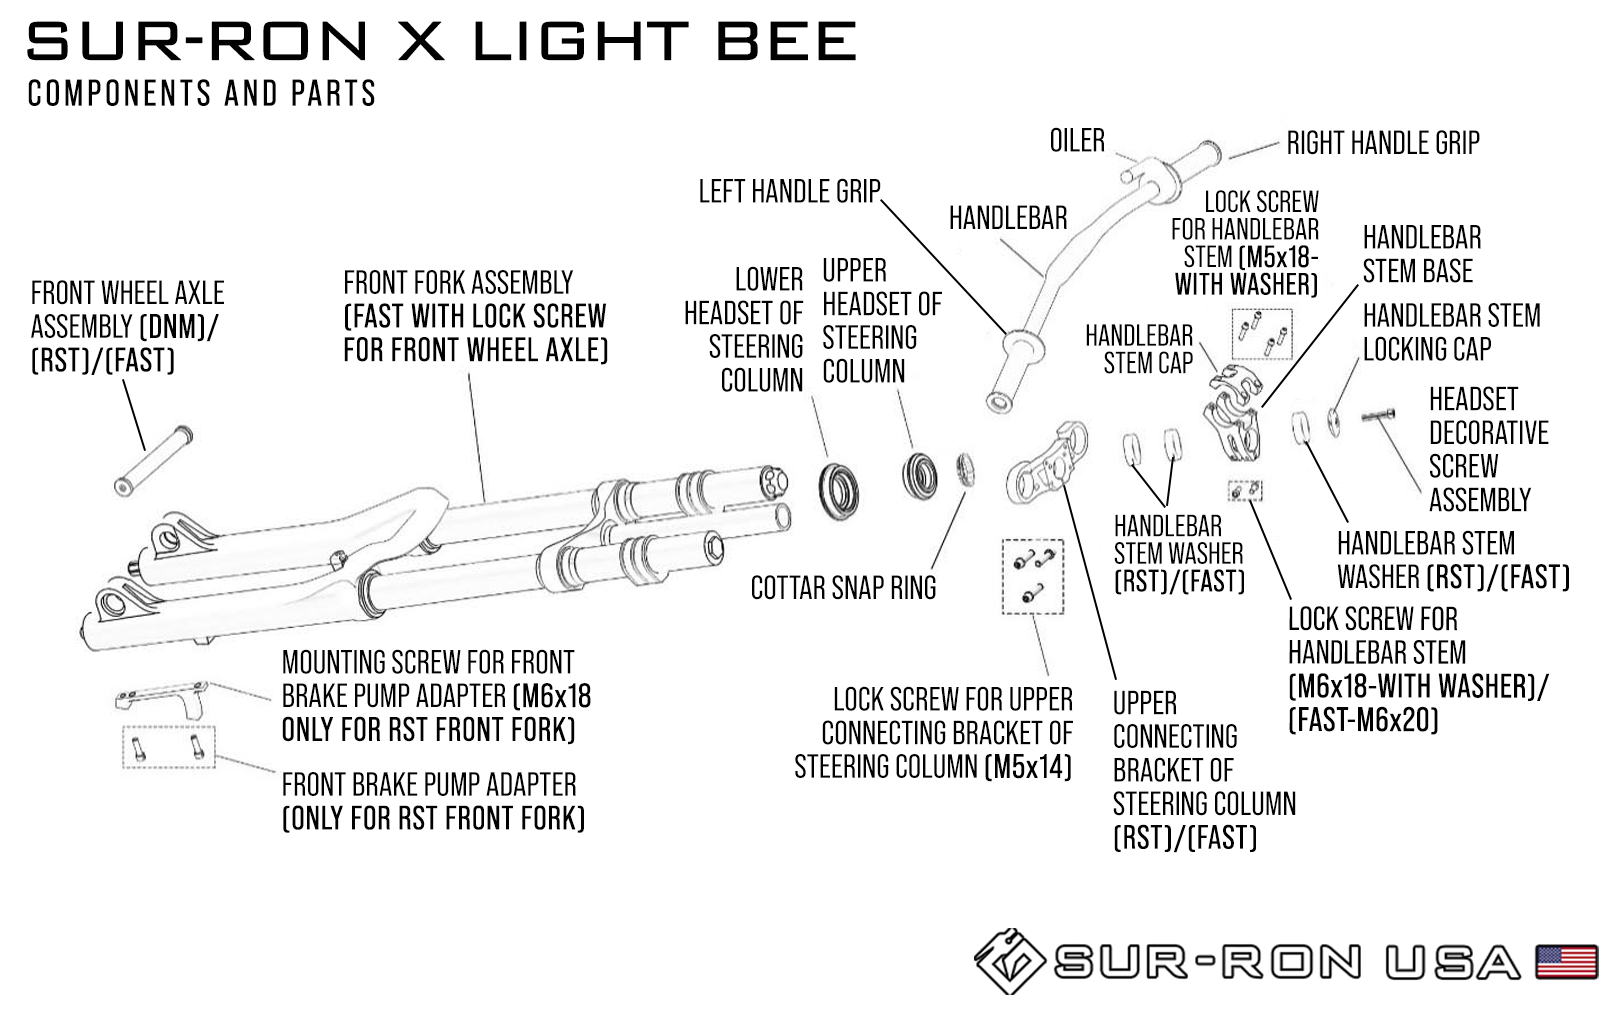 SUR-RON X LIGHT BEE
COMPONENTS AND PARTS
OILER
RIGHT HANDLE GRIP
LEFT HANDLE GRIP
HANDLEBAR
LOCK SCREW
FOR HANDLEBAR
STEM (M5x18-
WITH WASHER)
HANDLEBAR
STEM BASE
FRONT WHEEL AXLE
ASSEMBLY (DNM)/
(RST)/(FAST)
FRONT FORK ASSEMBLY
(FAST WITH LOCK SCREW
FOR FRONT WHEEL AXLE)
LOWER
HEADSET OF
STEERING
COLUMN
UPPER
HEADSET OF
STEERING
COLUMN
HANDLEBAR
STEM CAP
HANDLEBAR STEM
LOCKING CAP
HEADSET
DECORATIVE
SCREW
ASSEMBLY
COTTAR SNAP RING
HANDLEBAR
STEM WASHER
(RST)/(FAST)
HANDLEBAR STEM
WASHER (RST)/(FAST)
LOCK SCREW FOR
HANDLEBAR STEM
(M6x18-WITH WASHER)/
(FAST-M6x20)
MOUNTING SCREW FOR FRONT
BRAKE PUMP ADAPTER (M6x18
ONLY FOR RST FRONT FORK)
FRONT BRAKE PUMP ADAPTER
(ONLY FOR RST FRONT FORK)
LOCK SCREW FOR UPPER
CONNECTING BRACKET OF
STEERING COLUMN (M5x14)
UPPER
CONNECTING
BRACKET OF
STEERING COLUMN
(RST)/(FAST)
SUR-RON USA